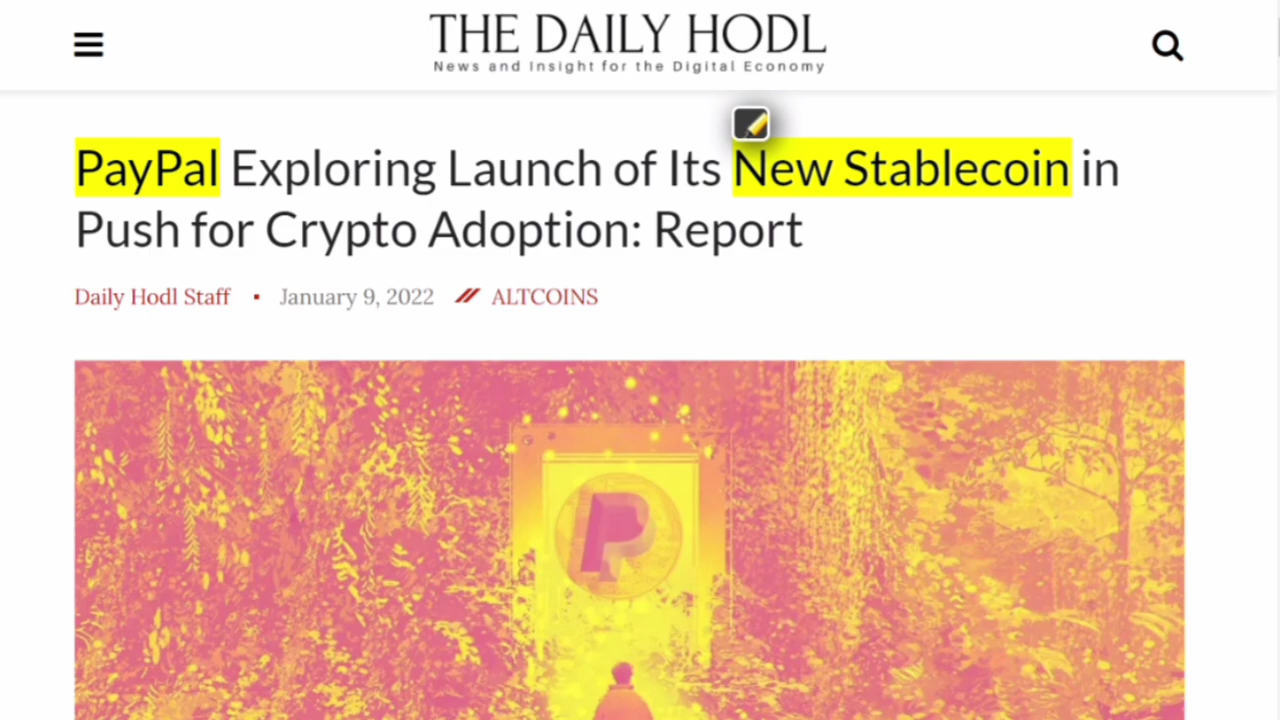 THE DAILY HODL
News and Insight for the Digital Economy
PayPal Exploring Launch of Its New Stablecoin in
Push for Crypto Adoption: Report
Daily Hodl Staff ▪ January 9, 2022 // ALTCOINS
P